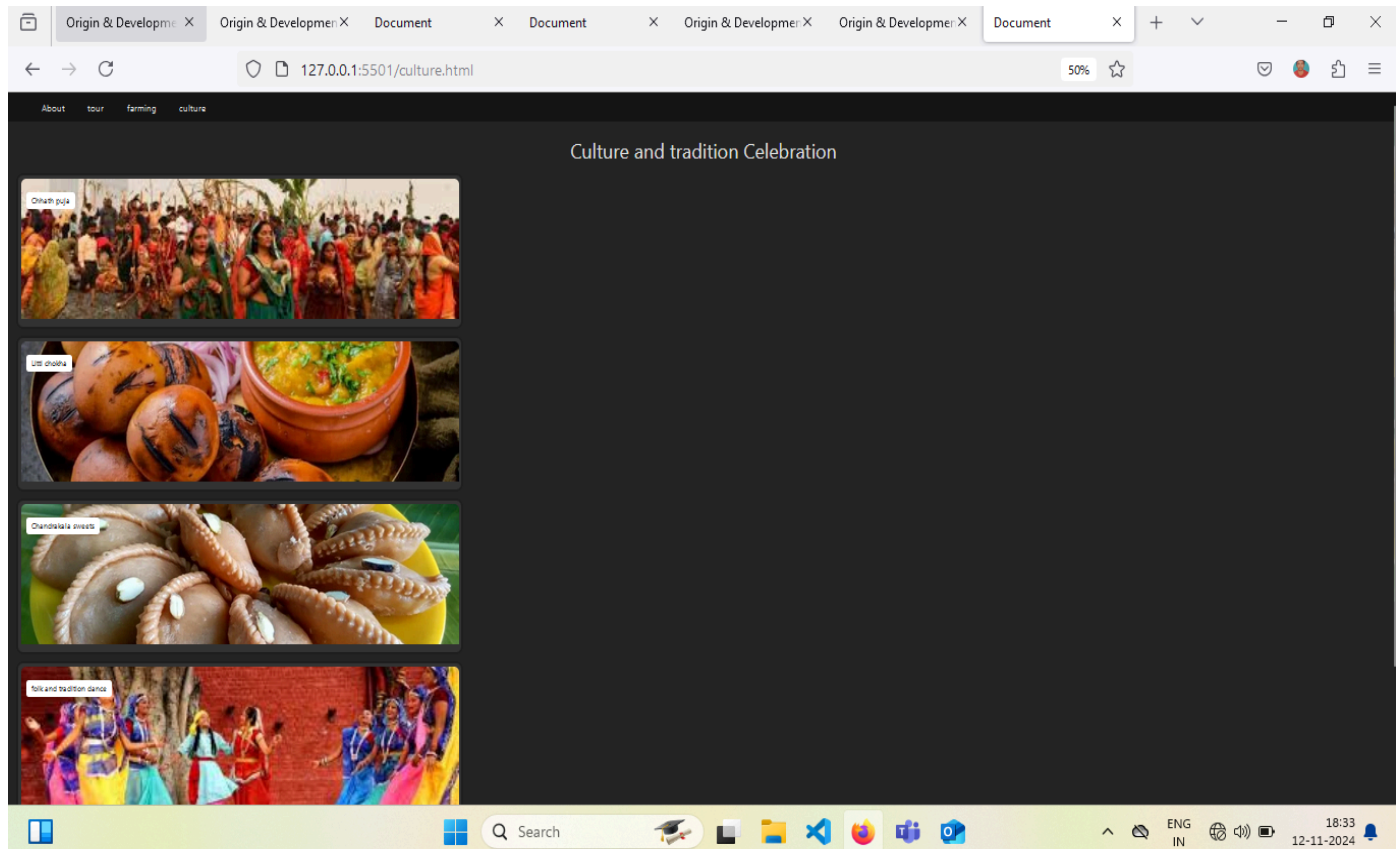 Origin & Developme
Origin & Developmen
Document
Document
Origin & Developmen
Origin & Developmen
Document
127.0.0.1:5501/culture.html
50%
About tour farming culture
Culture and tradition Celebration
Chhath puja
Litti chokha
Chandrakala sweets
folk and tradition dance
Search
ENG
IN
18:33
12-11-2024